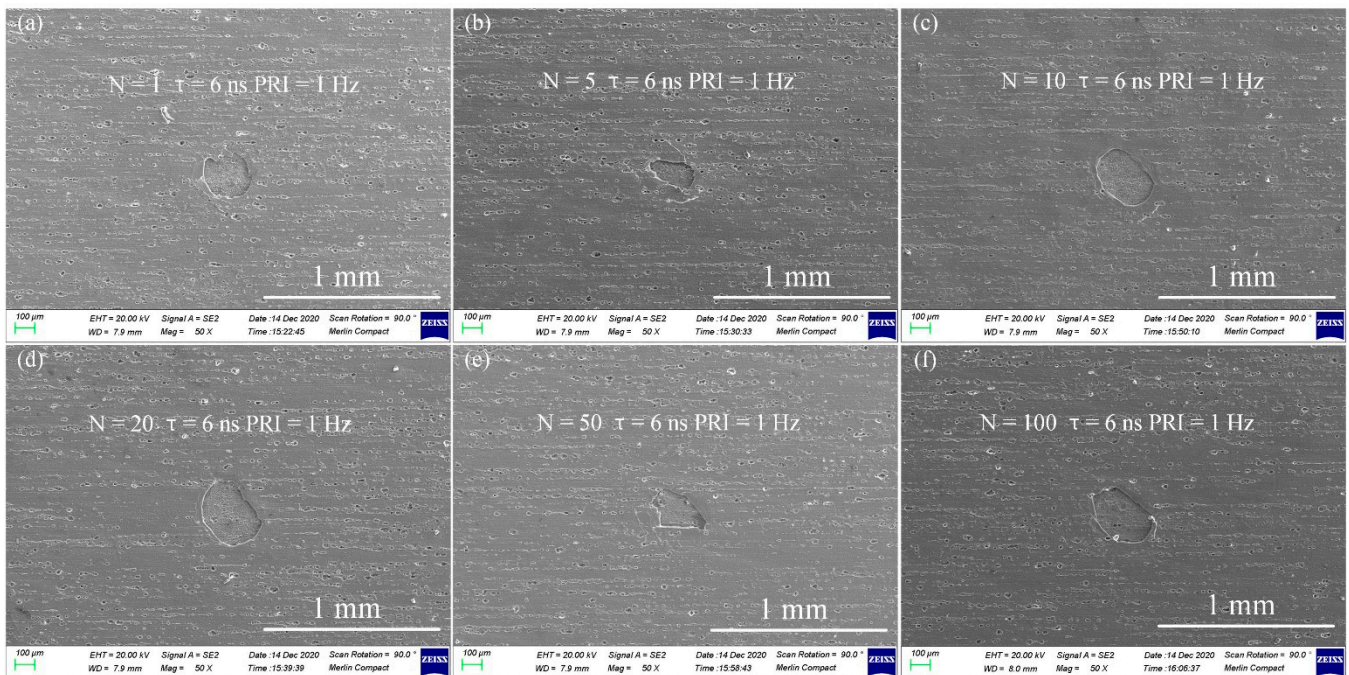 (a)
N = 1 τ = 6 ns PRI = 1 Hz
1 mm
100 µm
EHT = 20.00 kV Signal A = SE2 Date :14 Dec 2020 Scan Rotation = 90.0 °
WD = 7.9 mm Mag = 50 X Time :15:22:45 Merlin Compact
ZEISS
(b)
N = 5 τ = 6 ns PRI = 1 Hz
1 mm
100 µm
EHT = 20.00 kV Signal A = SE2 Date :14 Dec 2020 Scan Rotation = 90.0 °
WD = 7.9 mm Mag = 50 X Time :15:30:33 Merlin Compact
ZEISS
(c)
N = 10 τ = 6 ns PRI = 1 Hz
1 mm
100 µm
EHT = 20.00 kV Signal A = SE2 Date :14 Dec 2020 Scan Rotation = 90.0 °
WD = 7.9 mm Mag = 50 X Time :15:50:10 Merlin Compact
ZEISS
(d)
N = 20 τ = 6 ns PRI = 1 Hz
1 mm
100 µm
EHT = 20.00 kV Signal A = SE2 Date :14 Dec 2020 Scan Rotation = 90.0 °
WD = 7.9 mm Mag = 50 X Time :15:39:39 Merlin Compact
ZEISS
(e)
N = 50 τ = 6 ns PRI = 1 Hz
1 mm
100 µm
EHT = 20.00 kV Signal A = SE2 Date :14 Dec 2020 Scan Rotation = 90.0 °
WD = 7.9 mm Mag = 50 X Time :15:58:43 Merlin Compact
ZEISS
(f)
N = 100 τ = 6 ns PRI = 1 Hz
1 mm
100 µm
EHT = 20.00 kV Signal A = SE2 Date :14 Dec 2020 Scan Rotation = 90.0 °
WD = 8.0 mm Mag = 50 X Time :16:06:37 Merlin Compact
ZEISS